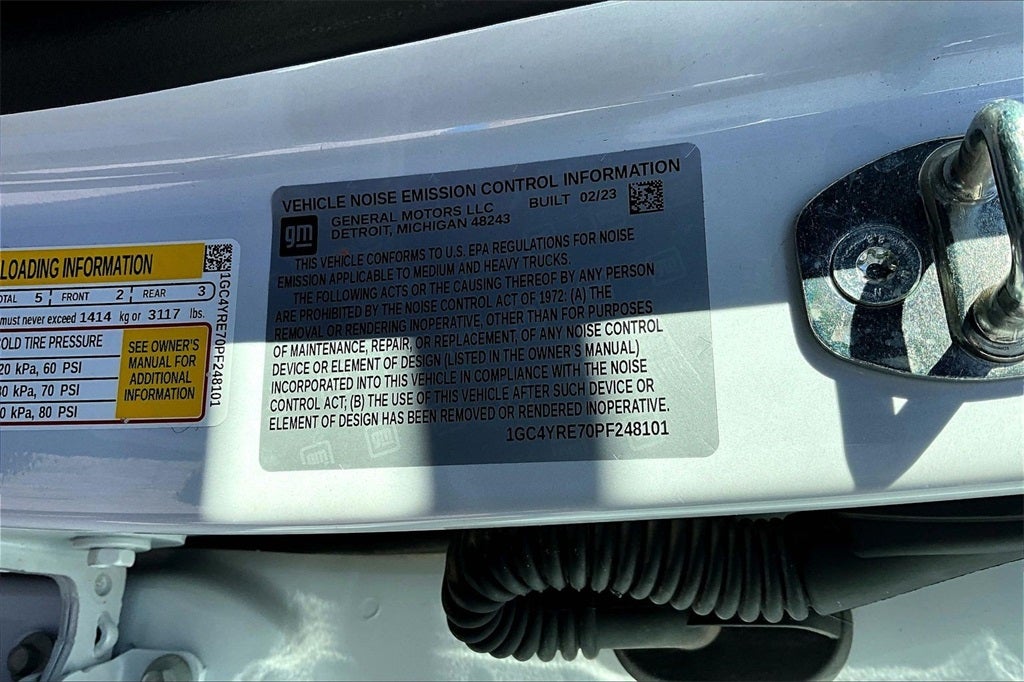 LOADING INFORMATION
OTAL 5 FRONT 2 REAR 3
must never exceed 1414 kg or 3117 lbs.
COLD TIRE PRESSURE
20 kPa, 60 PSI
80 kPa, 70 PSI
0 kPa, 80 PSI
SEE OWNER'S
MANUAL FOR
ADDITIONAL
INFORMATION
1GC4YRE70PF248101
VEHICLE NOISE EMISSION CONTROL INFORMATION
gm
GENERAL MOTORS LLC BUILT 02/23
DETROIT, MICHIGAN 48243
THIS VEHICLE CONFORMS TO U.S. EPA REGULATIONS FOR NOISE
EMISSION APPLICABLE TO MEDIUM AND HEAVY TRUCKS.
THE FOLLOWING ACTS OR THE CAUSING THEREOF BY ANY PERSON
ARE PROHIBITED BY THE NOISE CONTROL ACT OF 1972: (A) THE
REMOVAL OR RENDERING INOPERATIVE, OTHER THAN FOR PURPOSES
OF MAINTENANCE, REPAIR, OR REPLACEMENT, OF ANY NOISE CONTROL
DEVICE OR ELEMENT OF DESIGN (LISTED IN THE OWNER'S MANUAL)
INCORPORATED INTO THIS VEHICLE IN COMPLIANCE WITH THE NOISE
CONTROL ACT; (B) THE USE OF THIS VEHICLE AFTER SUCH DEVICE OR
ELEMENT OF DESIGN HAS BEEN REMOVED OR RENDERED INOPERATIVE.
1GC4YRE70PF248101
gm
gm